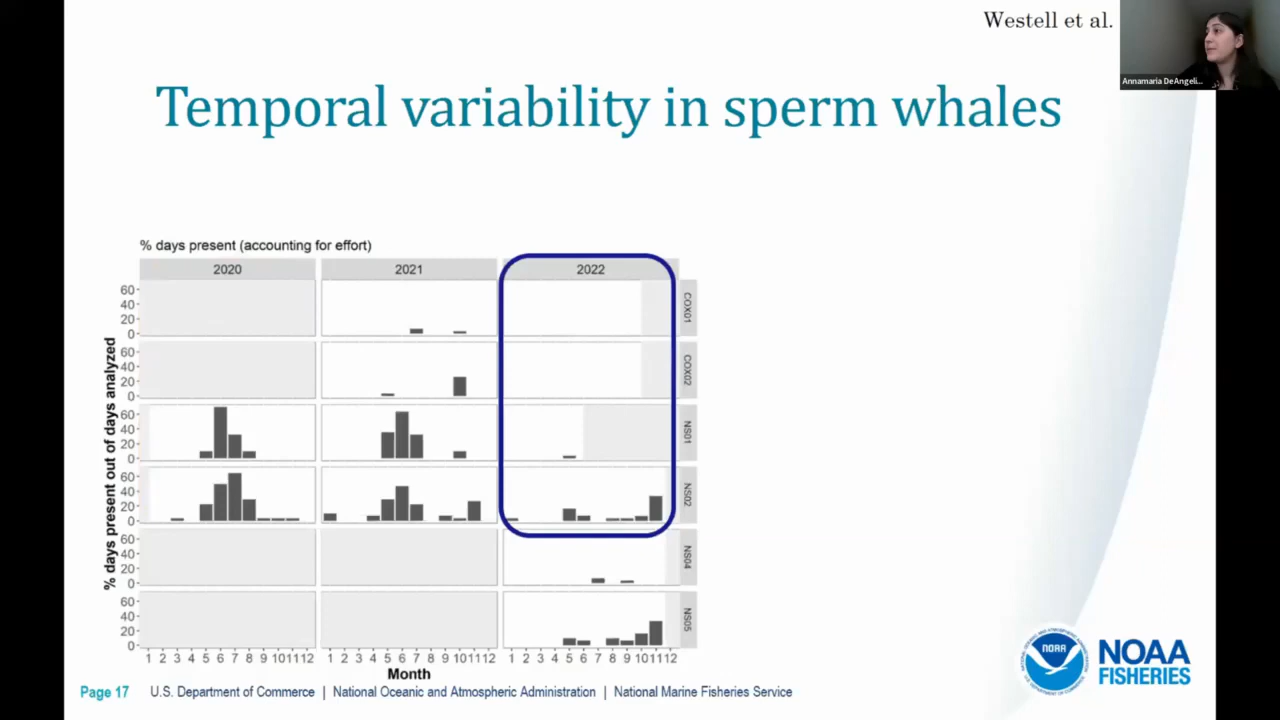 Westell et al.
Annamaria DeAngeli...
Temporal variability in sperm whales
% days present (accounting for effort)
2020 2021 2022
% days present out of days analyzed
60
40
20
0
COX01
60
40
20
0
COX02
60
40
20
0
NS01
60
40
20
0
NS02
60
40
20
0
NS04
60
40
20
0
NS05
1 2 3 4 5 6 7 8 9 10 11 12 1 2 3 4 5 6 7 8 9 10 11 12 1 2 3 4 5 6 7 8 9 10 11 12
Month
Page 17 U.S. Department of Commerce | National Oceanic and Atmospheric Administration | National Marine Fisheries Service
NOAA
NOAA
FISHERIES